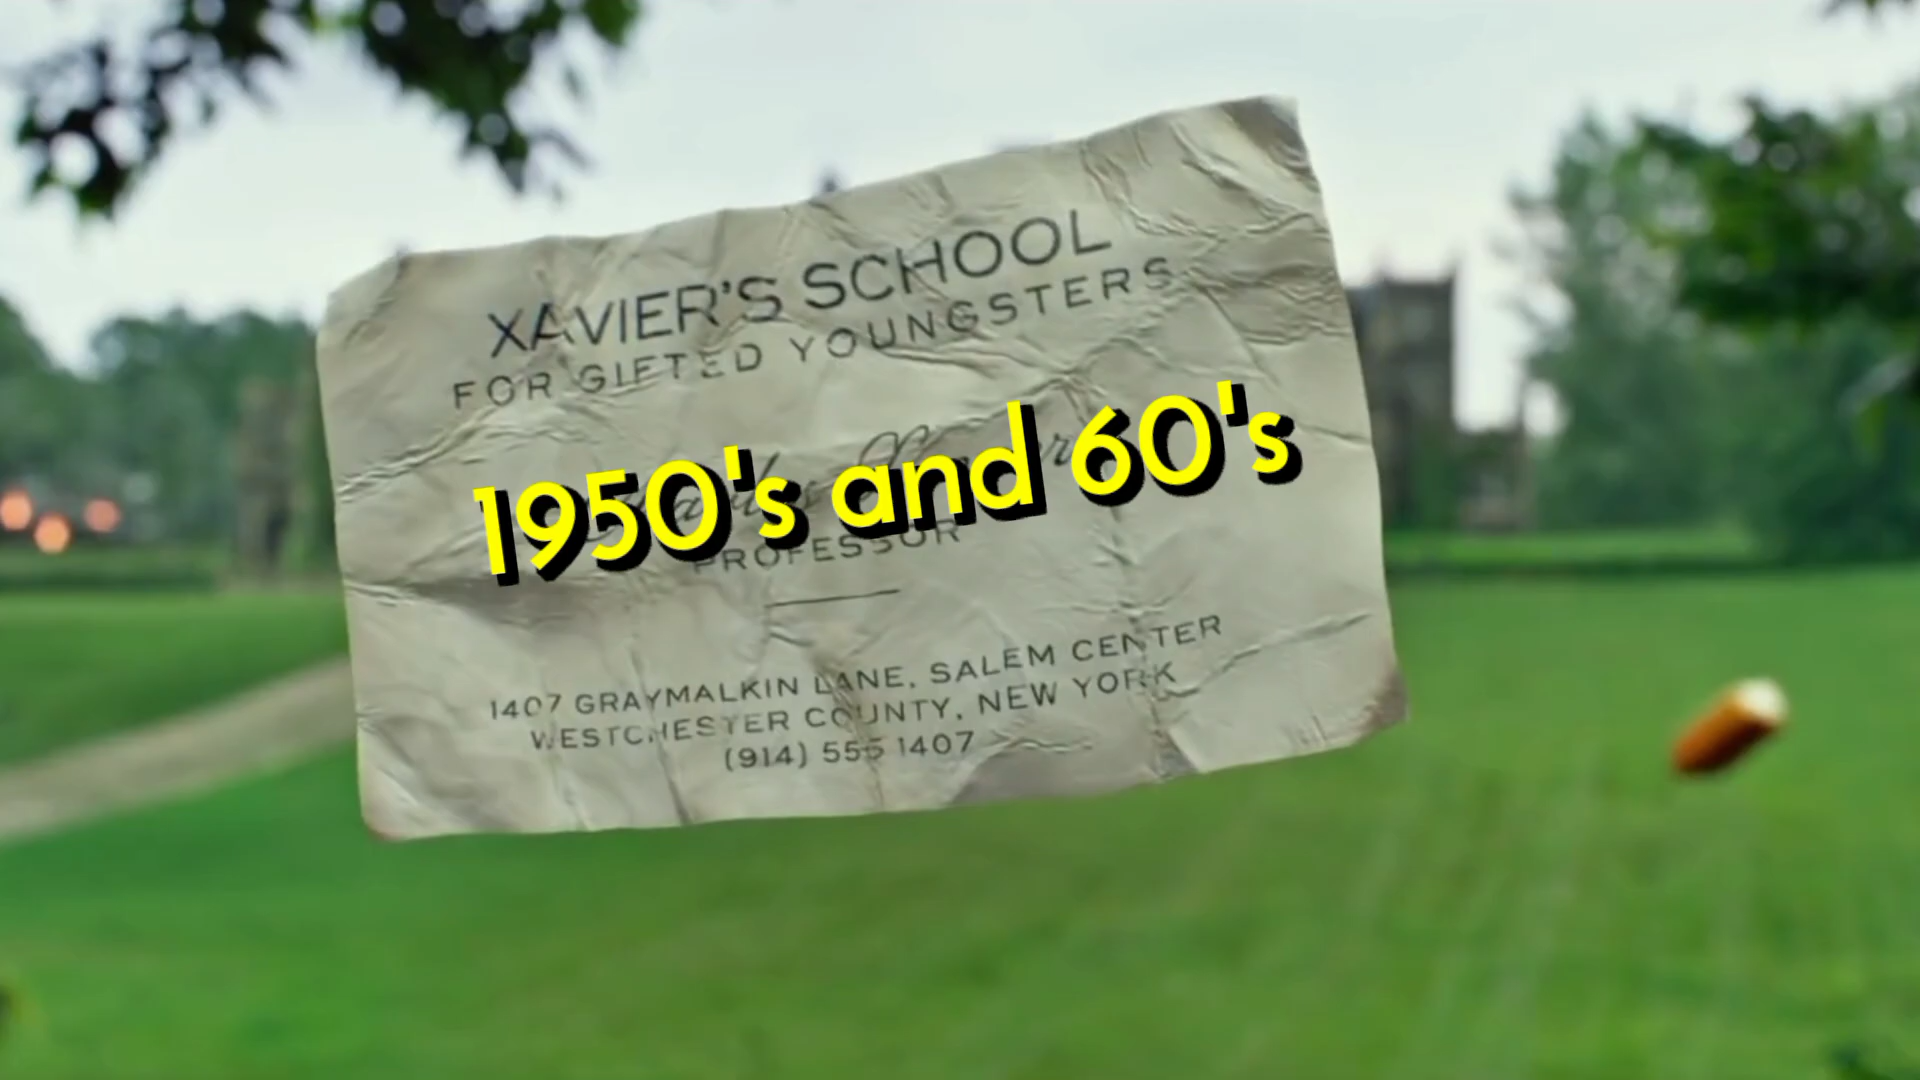 XAVIER'S SCHOOL
FOR GIFTED YOUNGSTERS
1950's and 60's
PROFESSOR
1407 GRAYMALKIN LANE, SALEM CENTER
WESTCHESTER COUNTY, NEW YORK
(914) 555 1407